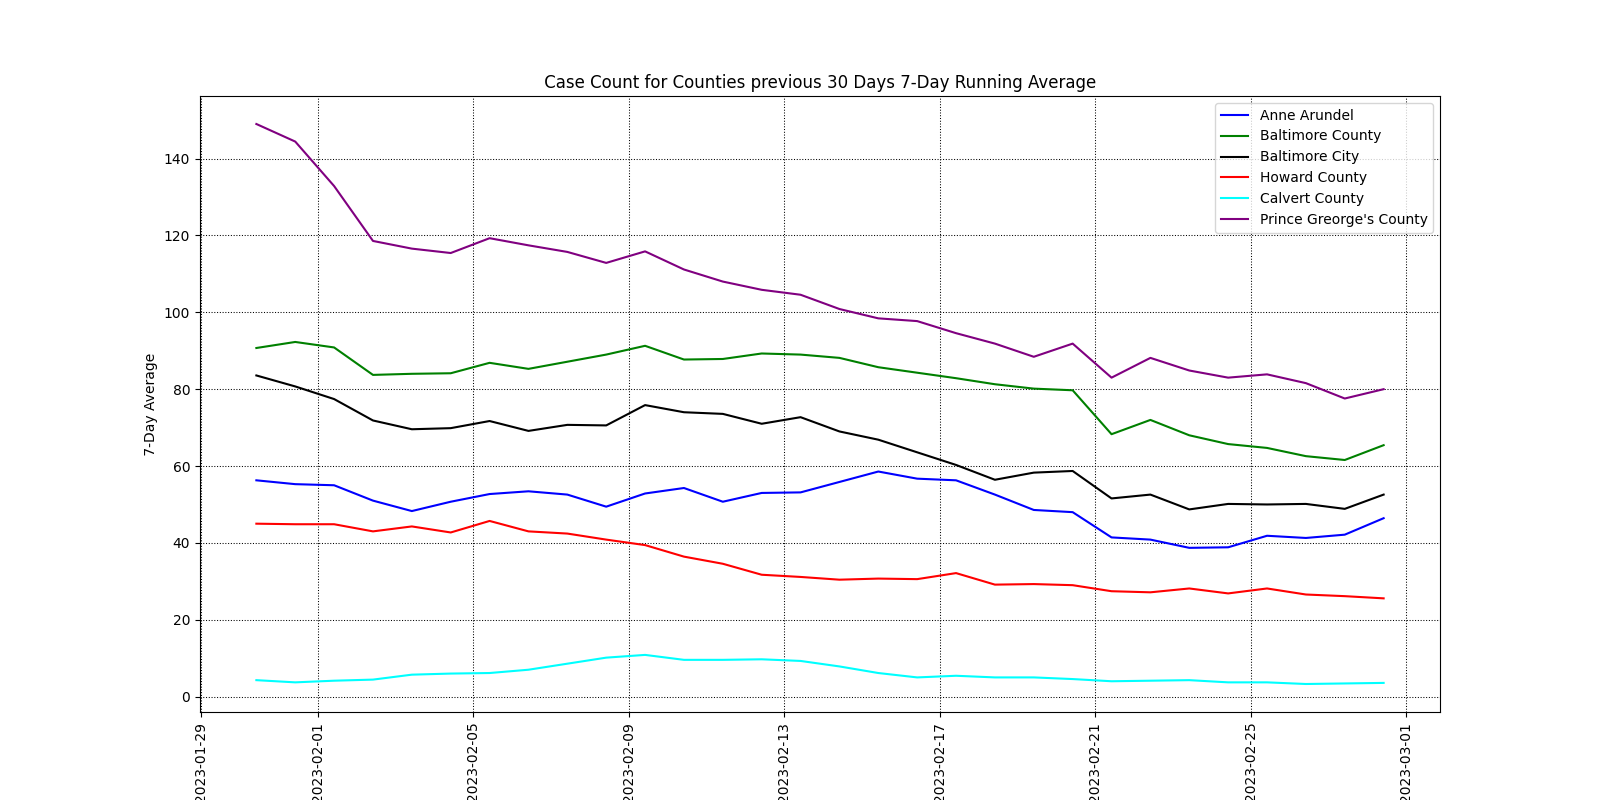 Case Count for Counties previous 30 Days 7-Day Running Average
Anne Arundel
Baltimore County
Baltimore City
Howard County
Calvert County
Prince Greorge's County
7-Day Average
140
120
100
80
60
40
20
0
2023-01-29
2023-02-01
2023-02-05
2023-02-09
2023-02-13
2023-02-17
2023-02-21
2023-02-25
2023-03-01